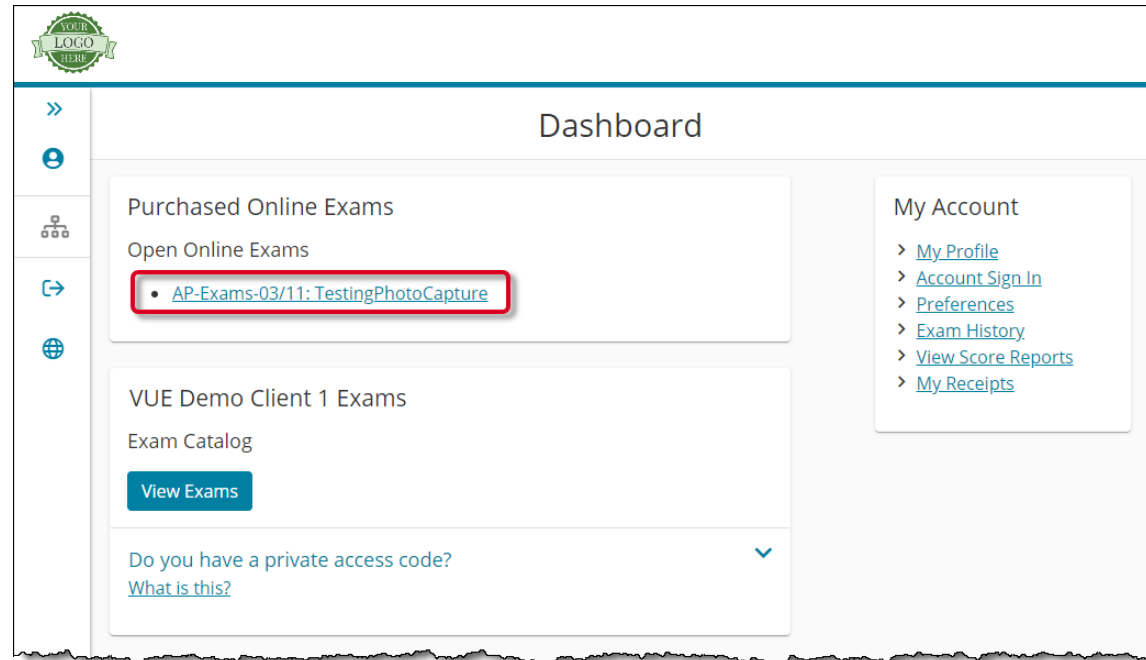 YOUR
LOGO
HERE
Dashboard
Purchased Online Exams
Open Online Exams
AP-Exams-03/11: TestingPhotoCapture
VUE Demo Client 1 Exams
Exam Catalog
View Exams
Do you have a private access code?
What is this?
My Account
My Profile
Account Sign In
Preferences
Exam History
View Score Reports
My Receipts